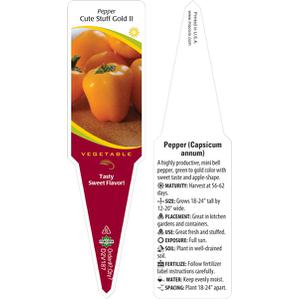 Pepper
Cute Stuff Gold II
VEGETABLE
Tasty
Sweet Flavor!
Printed in U.S.A.
Pepper (Capsicum
annum)
A highly productive, mini bell
pepper, green to gold color with
sweet taste and apple-shape.
MATURITY: Harvest at 56-62
days.
SIZE: Grows 18-24" tall by
12-20" wide.
PLACEMENT: Great in kitchen
gardens and containers.
USE: Great fresh and stuffed.
EXPOSURE: Full sun.
SOIL: Plant in well-drained
soil.
FERTILIZE: Follow fertilizer
label instructions carefully.
WATER: Keep evenly moist.
SPACING: Plant 18-24" apart.